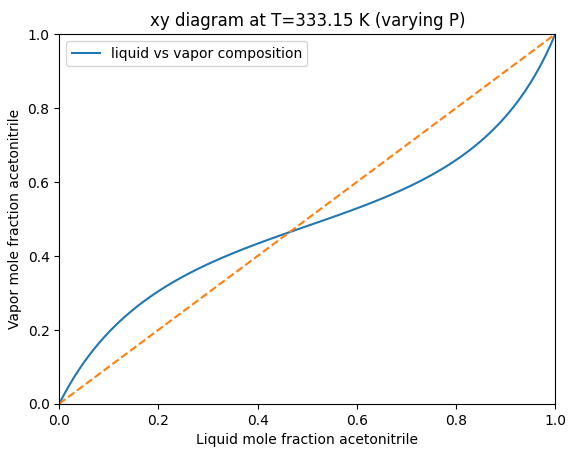 xy diagram at T=333.15 K (varying P)
liquid vs vapor composition
Vapor mole fraction acetonitrile
1.0
0.8
0.6
0.4
0.2
0.0
0.0 0.2 0.4 0.6 0.8 1.0
Liquid mole fraction acetonitrile